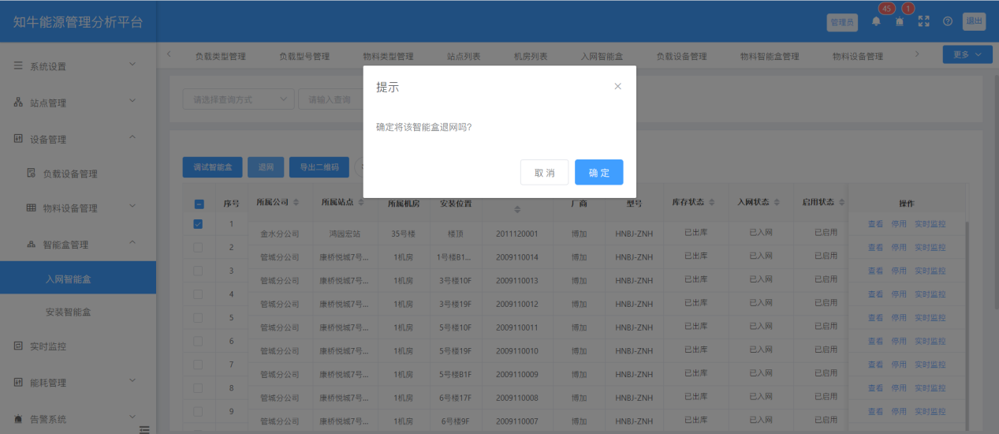 知牛能源管理分析平台
管理员
45
1
退出
系统设置
站点管理
设备管理
负载设备管理
物料设备管理
智能盒管理
入网智能盒
安装智能盒
实时监控
能耗管理
告警系统
负载类型管理 负载型号管理 物料类型管理 站点列表 机房列表 入网智能盒 负载设备管理 物料智能盒管理 物料设备管理 更多
请选择查询方式 请输入查询
提示
确定将该智能盒退网吗?
取消 确定
调试智能盒 退网 导出二维码
序号 所属公司 所属站点 所属机房 安装位置 厂商 型号 库存状态 入网状态 启用状态 操作
1 金水分公司 鸿园宏站 35号楼 楼顶 2011120001 博加 HNBJ-ZNH 已出库 已入网 已启用 查看 停用 实时监控
2 管城分公司 康桥悦城7号... 1机房 1号楼B1... 2009110014 博加 HNBJ-ZNH 已出库 已入网 已启用 查看 停用 实时监控
3 管城分公司 康桥悦城7号... 1机房 3号楼10F 2009110013 博加 HNBJ-ZNH 已出库 已入网 已启用 查看 停用 实时监控
4 管城分公司 康桥悦城7号... 1机房 3号楼19F 2009110012 博加 HNBJ-ZNH 已出库 已入网 已启用 查看 停用 实时监控
5 管城分公司 康桥悦城7号... 1机房 5号楼10F 2009110011 博加 HNBJ-ZNH 已出库 已入网 已启用 查看 停用 实时监控
6 管城分公司 康桥悦城7号... 1机房 5号楼19F 2009110010 博加 HNBJ-ZNH 已出库 已入网 已启用 查看 停用 实时监控
7 管城分公司 康桥悦城7号... 1机房 5号楼B1F 2009110009 博加 HNBJ-ZNH 已出库 已入网 已启用 查看 停用 实时监控
8 管城分公司 康桥悦城7号... 1机房 6号楼17F 2009110008 博加 HNBJ-ZNH 已出库 已入网 已启用 查看 停用 实时监控
9 管城分公司 康桥悦城7号... 1机房 6号楼9F 2009110007 博加 HNBJ-ZNH 已出库 已入网 已启用 查看 停用 实时监控